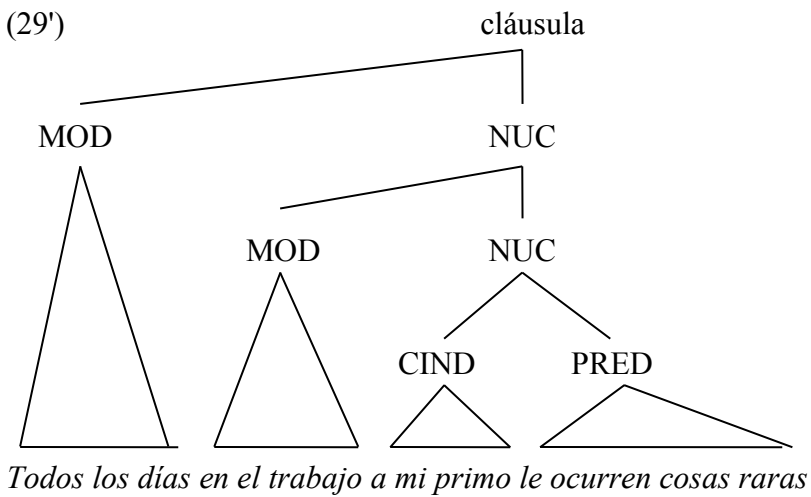 (29') cláusula
MOD NUC
MOD NUC
CIND PRED
Todos los días en el trabajo a mi primo le ocurren cosas raras